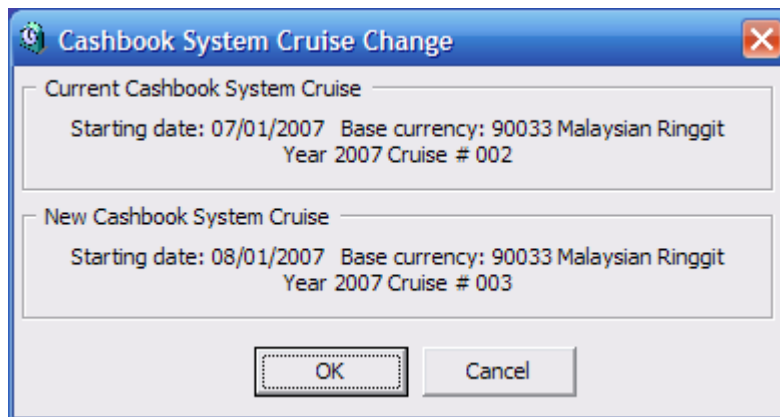 Cashbook System Cruise Change
Current Cashbook System Cruise
Starting date: 07/01/2007 Base currency: 90033 Malaysian Ringgit
Year 2007 Cruise # 002
New Cashbook System Cruise
Starting date: 08/01/2007 Base currency: 90033 Malaysian Ringgit
Year 2007 Cruise # 003
OK
Cancel